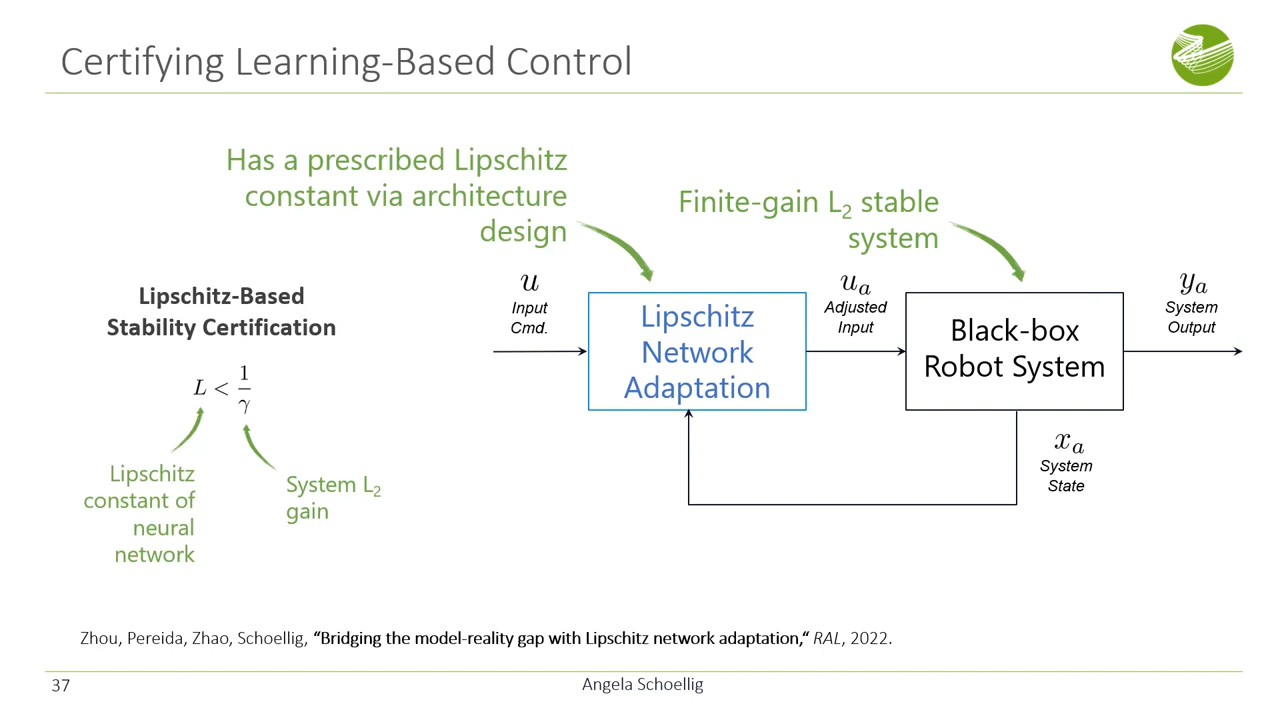 Certifying Learning-Based Control
Has a prescribed Lipschitz
constant via architecture
design
Finite-gain L₂ stable
system
Lipschitz-Based
Stability Certification
L < 1/γ
Lipschitz
constant of
neural
network
System L₂
gain
u
Input
Cmd.
Lipschitz
Network
Adaptation
uₐ
Adjusted
Input
Black-box
Robot System
yₐ
System
Output
xₐ
System
State
Zhou, Pereida, Zhao, Schoellig, “Bridging the model-reality gap with Lipschitz network adaptation,“ RAL, 2022.
37
Angela Schoellig